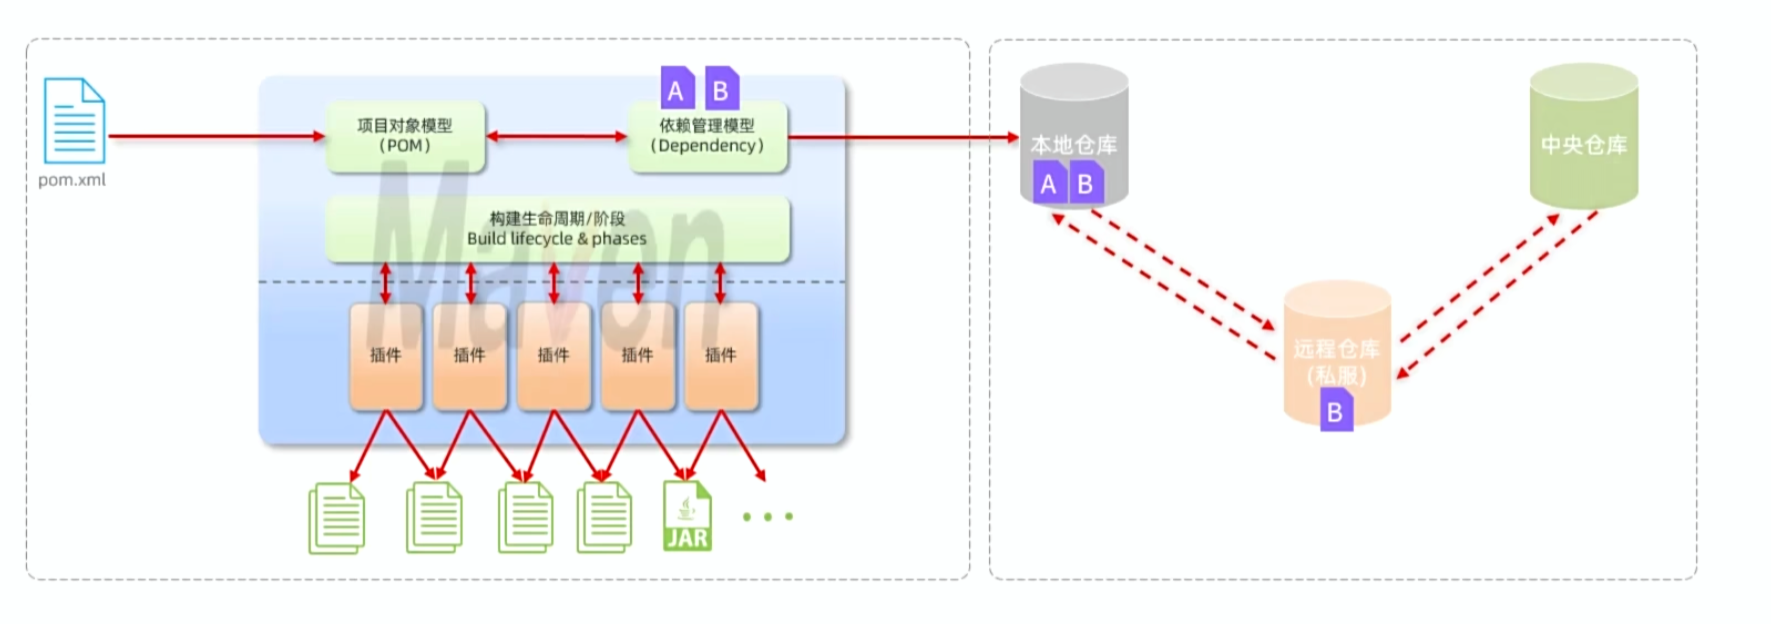 A B
项目对象模型
(POM)
依赖管理模型
(Dependency)
pom.xml
本地仓库
A B
中央仓库
Maven
构建生命周期/阶段
Build lifecycle & phases
插件 插件 插件 插件 插件
远程仓库
(私服)
B
JAR